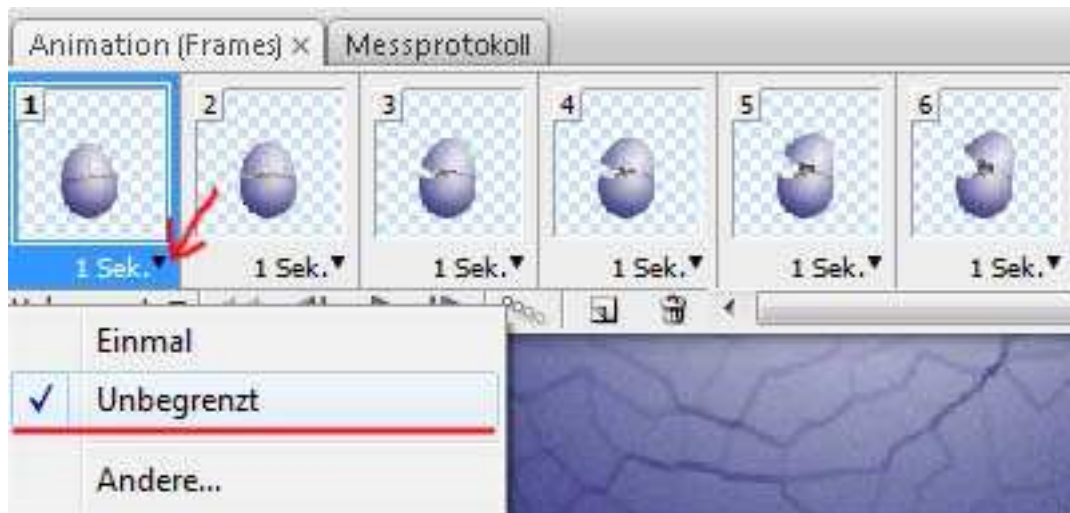 Animation (Frames) × Messprotokoll
1 2 3 4 5 6
1 Sek. 1 Sek. 1 Sek. 1 Sek. 1 Sek. 1 Sek.
Einmal
Unbegrenzt
Andere...